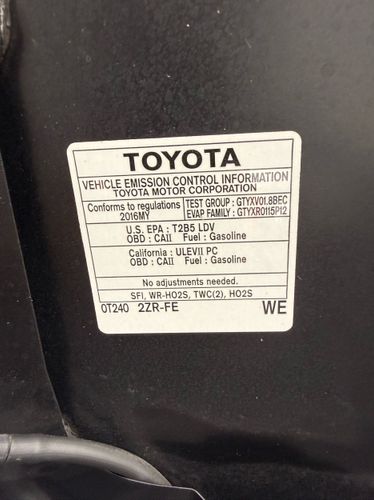 TOYOTA
VEHICLE EMISSION CONTROL INFORMATION
TOYOTA MOTOR CORPORATION
Conforms to regulations
2016MY
TEST GROUP : GTYXV01.8BEC
EVAP FAMILY : GTYXR0115P12
U.S. EPA : T2B5 LDV
OBD : CAII Fuel : Gasoline
California : ULEVII PC
OBD : CAII Fuel : Gasoline
No adjustments needed.
SFI, WR-HO2S, TWC(2), HO2S
0T240 2ZR-FE WE